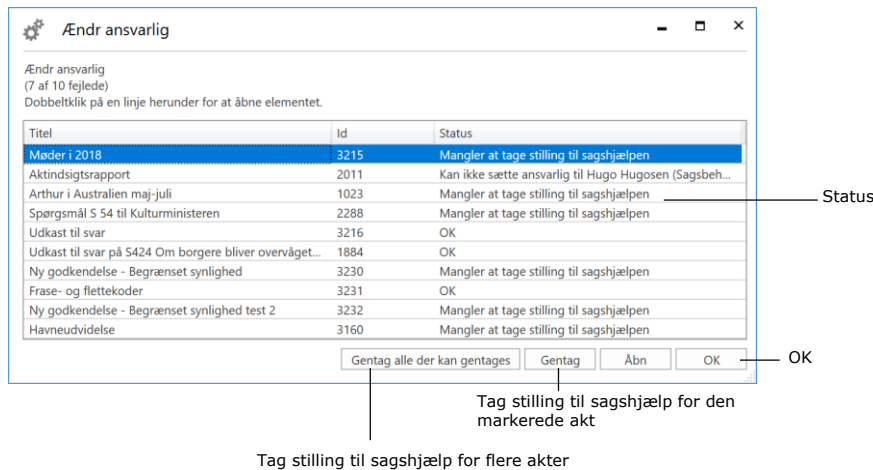 Ændr ansvarlig
Ændr ansvarlig
(7 af 10 fejlede)
Dobbeltklik på en linje herunder for at åbne elementet.
Titel Id Status
Møder i 2018 3215 Mangler at tage stilling til sagshjælpen
Aktindsigtsrapport 2011 Kan ikke sætte ansvarlig til Hugo Hugosen (Sagsbeh...
Arthur i Australien maj-juli 1023 Mangler at tage stilling til sagshjælpen
Status
Spørgsmål S 54 til Kulturministeren 2288 Mangler at tage stilling til sagshjælpen
Udkast til svar 3216 OK
Udkast til svar på S424 Om borgere bliver overvåget... 1884 OK
Ny godkendelse - Begrænset synlighed 3230 Mangler at tage stilling til sagshjælpen
Frase- og flettekoder 3231 OK
Ny godkendelse - Begrænset synlighed test 2 3232 Mangler at tage stilling til sagshjælpen
Havneudvidelse 3160 Mangler at tage stilling til sagshjælpen
Gentag alle der kan gentages Gentag Åbn OK
OK
Tag stilling til sagshjælp for den
markerede akt
Tag stilling til sagshjælp for flere akter